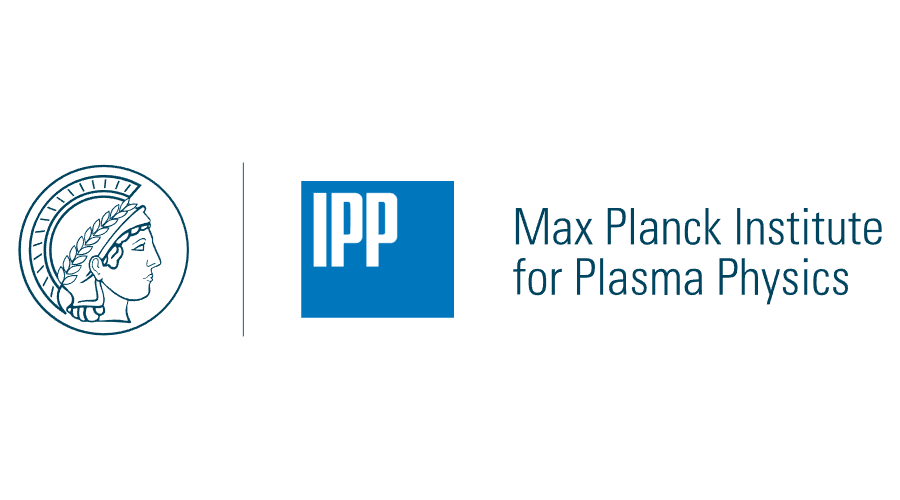 IPP
Max Planck Institute
for Plasma Physics